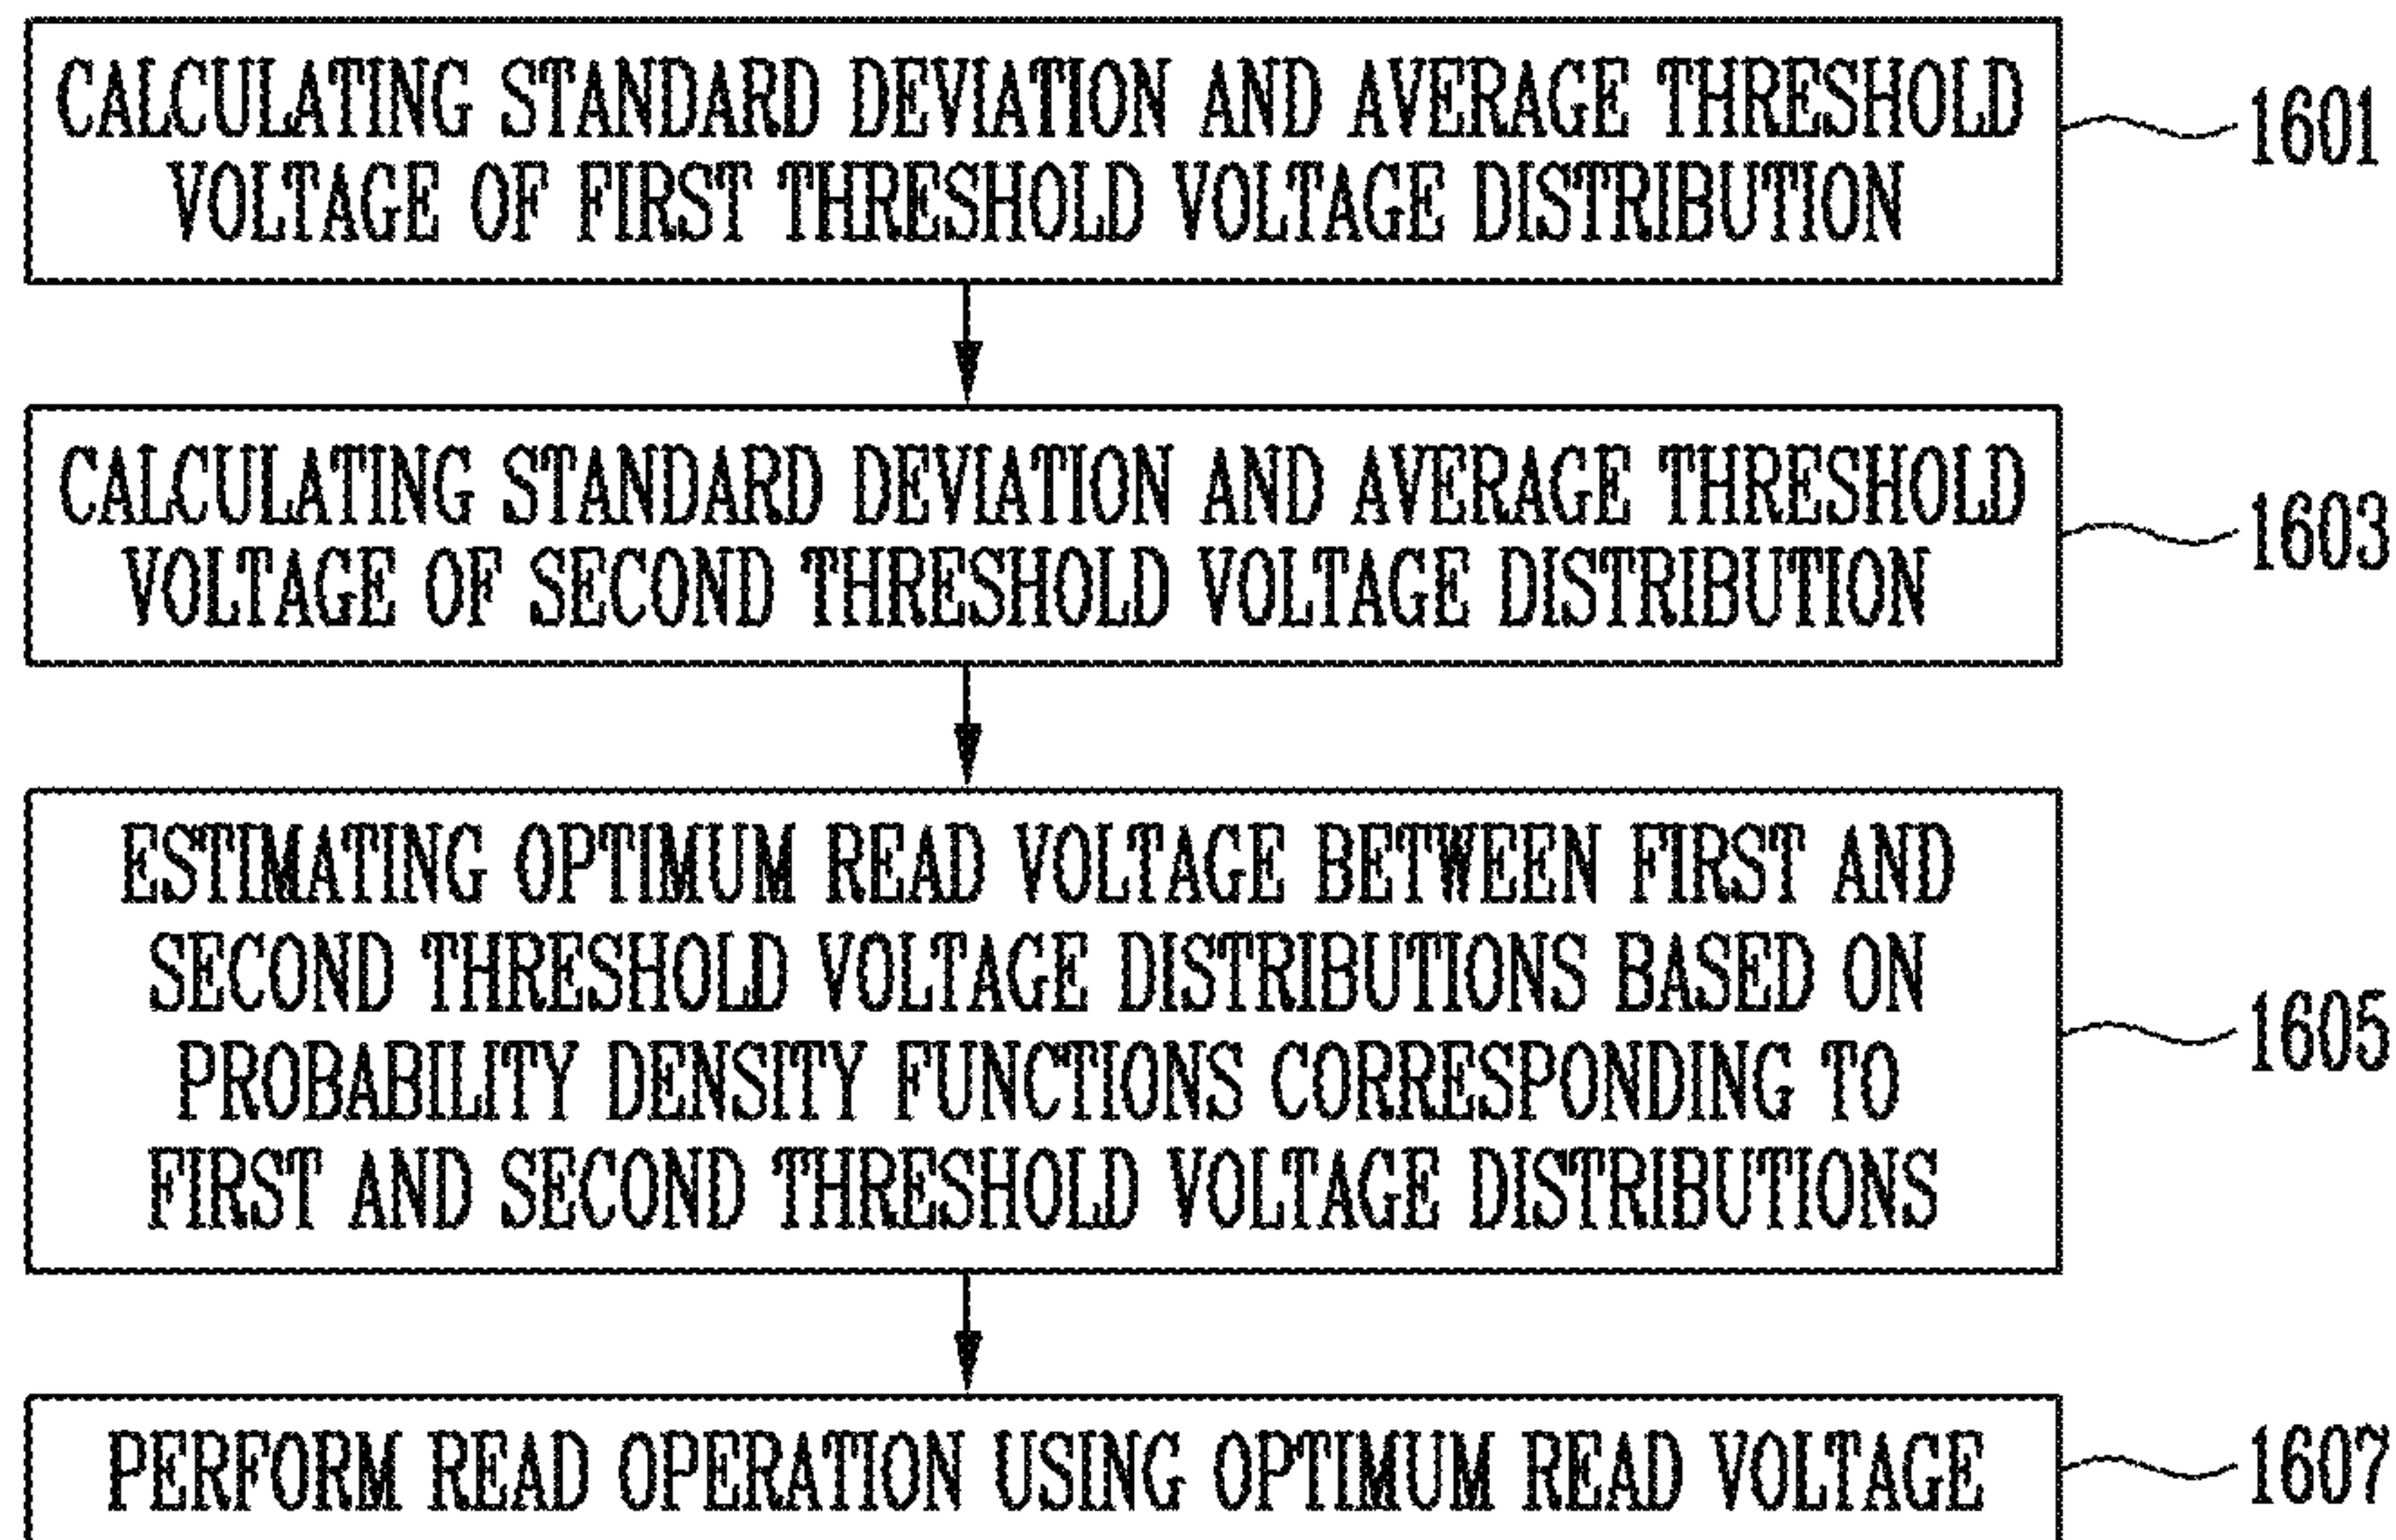 CALCULATING STANDARD DEVIATION AND AVERAGE THRESHOLD
VOLTAGE OF FIRST THRESHOLD VOLTAGE DISTRIBUTION
1601
CALCULATING STANDARD DEVIATION AND AVERAGE THRESHOLD
VOLTAGE OF SECOND THRESHOLD VOLTAGE DISTRIBUTION
1603
ESTIMATING OPTIMUM READ VOLTAGE BETWEEN FIRST AND
SECOND THRESHOLD VOLTAGE DISTRIBUTIONS BASED ON
PROBABILITY DENSITY FUNCTIONS CORRESPONDING TO
FIRST AND SECOND THRESHOLD VOLTAGE DISTRIBUTIONS
1605
PERFORM READ OPERATION USING OPTIMUM READ VOLTAGE
1607